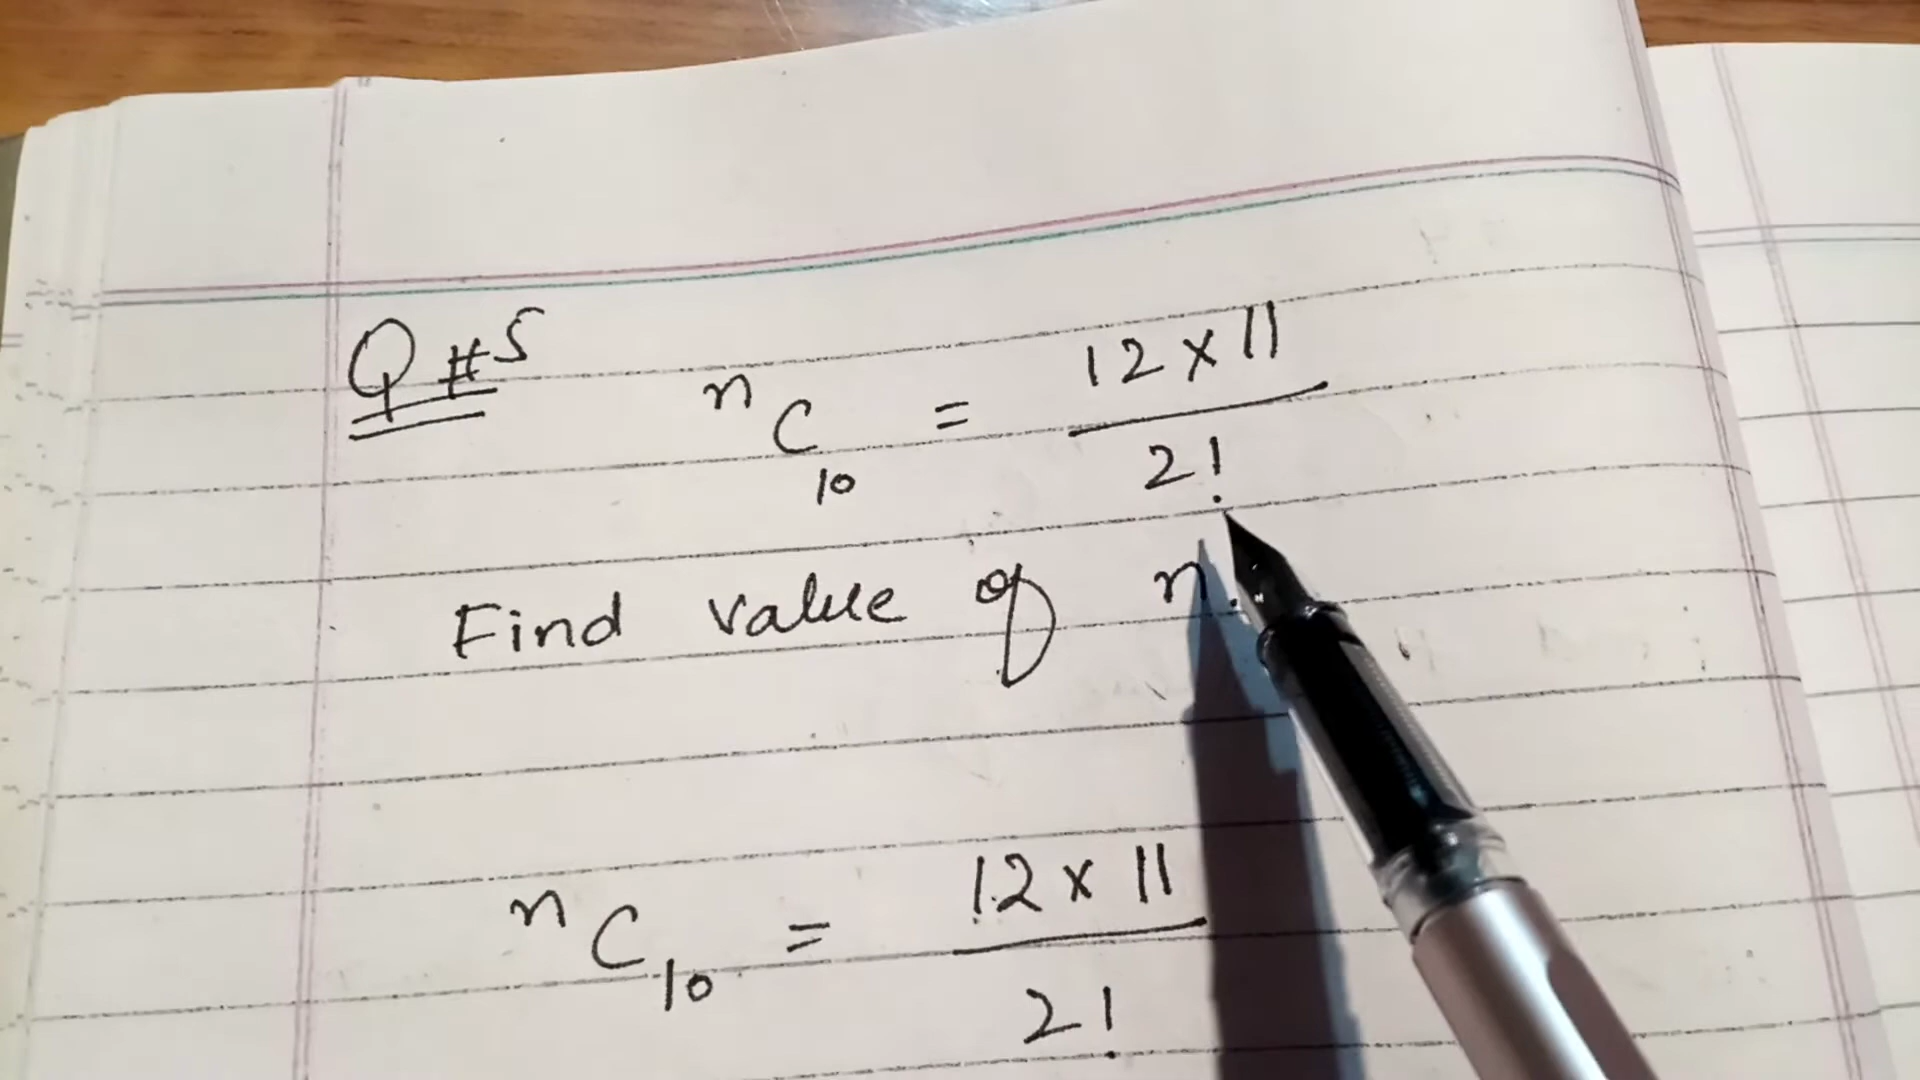 Q #5
ⁿC₁₀ = 12 x 11 / 2!
Find value of n.
ⁿC₁₀ = 12 x 11 / 2!